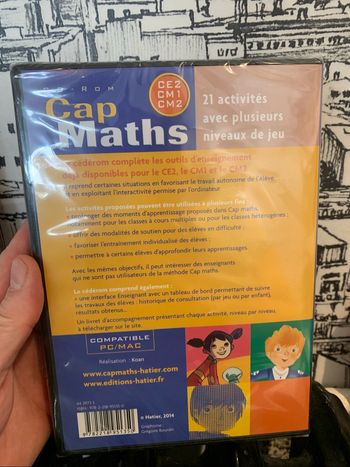 CD-ROM
Cap
Maths
CE2
CM1
CM2
21 activités
avec plusieurs
niveaux de jeu
Ce cédérom complète les outils d'enseignement
déjà disponibles pour le CE2, le CM1 et le CM2.
Il reprend certaines situations en favorisant le travail autonome de l'élève,
en exploitant l'interactivité permise par l'ordinateur.
Les activités proposées peuvent être utilisées à plusieurs fins :
• prolonger des moments d'apprentissage proposés dans Cap maths,
notamment pour les classes à cours multiples ou pour les classes hétérogènes ;
• offrir des modalités de soutien pour des élèves en difficulté ;
• favoriser l'entraînement individualisé des élèves ;
• permettre à certains élèves d'approfondir leurs apprentissages.
Avec les mêmes objectifs, il peut intéresser des enseignants
qui ne sont pas utilisateurs de la méthode Cap maths.
Le cédérom comprend également :
• une interface Enseignant avec un tableau de bord permettant de suivre
les travaux des élèves : historique de consultation (par jeu ou par enfant),
résultats obtenus...
Un livret d'accompagnement présentant chaque activité, niveau par niveau,
à télécharger sur le site.
COMPATIBLE
PC/MAC
Réalisation : Koan
www.capmaths-hatier.com
www.editions-hatier.fr
© Hatier, 2014
Graphisme :
Grégoire Bourdin